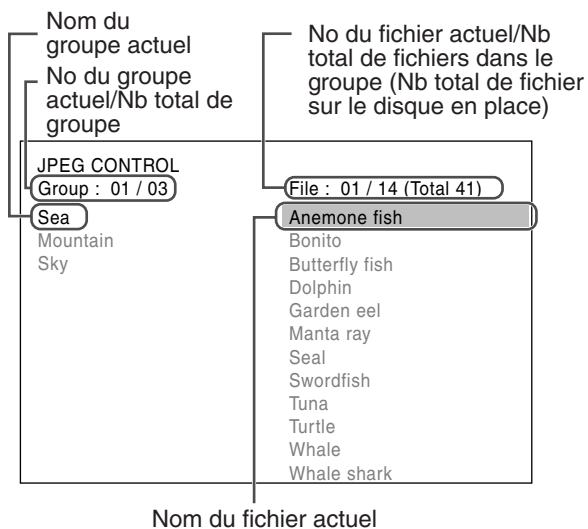 Nom du
groupe actuel
No du groupe
actuel/Nb total de
groupe
No du fichier actuel/Nb
total de fichiers dans le
groupe (Nb total de fichier
sur le disque en place)
JPEG CONTROL
Group : 01 / 03
Sea
Mountain
Sky
File : 01 / 14 (Total 41)
Anemone fish
Bonito
Butterfly fish
Dolphin
Garden eel
Manta ray
Seal
Swordfish
Tuna
Turtle
Whale
Whale shark
Nom du fichier actuel